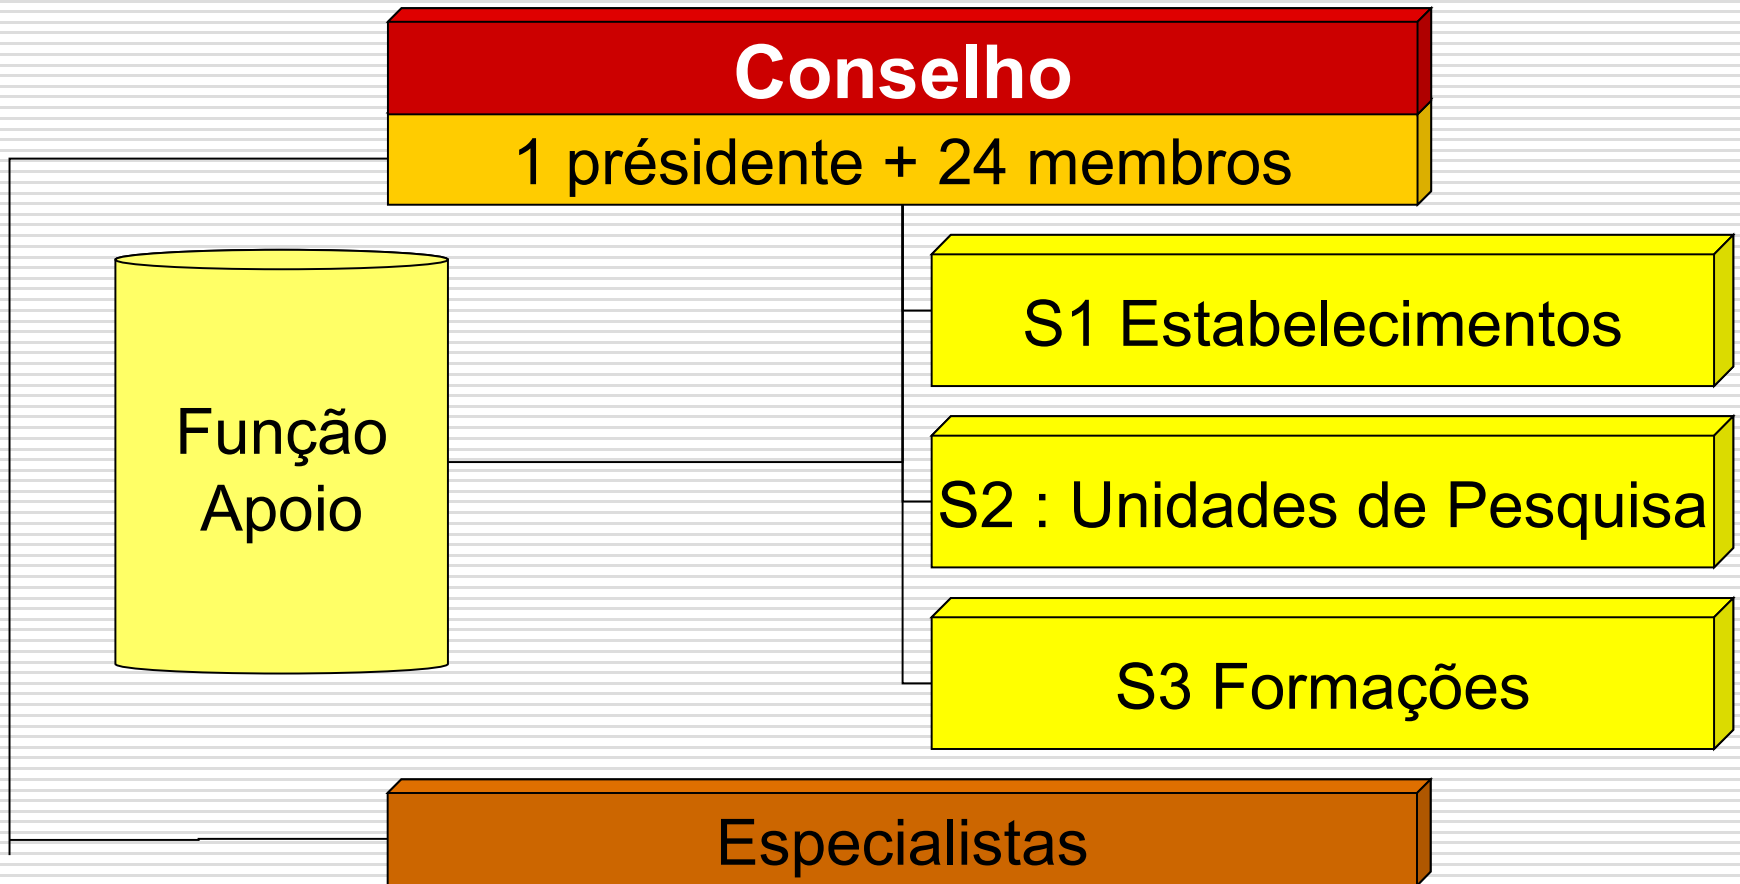 Conselho
1 présidente + 24 membros
S1 Estabelecimentos
Função
Apoio
S2 : Unidades de Pesquisa
S3 Formações
Especialistas